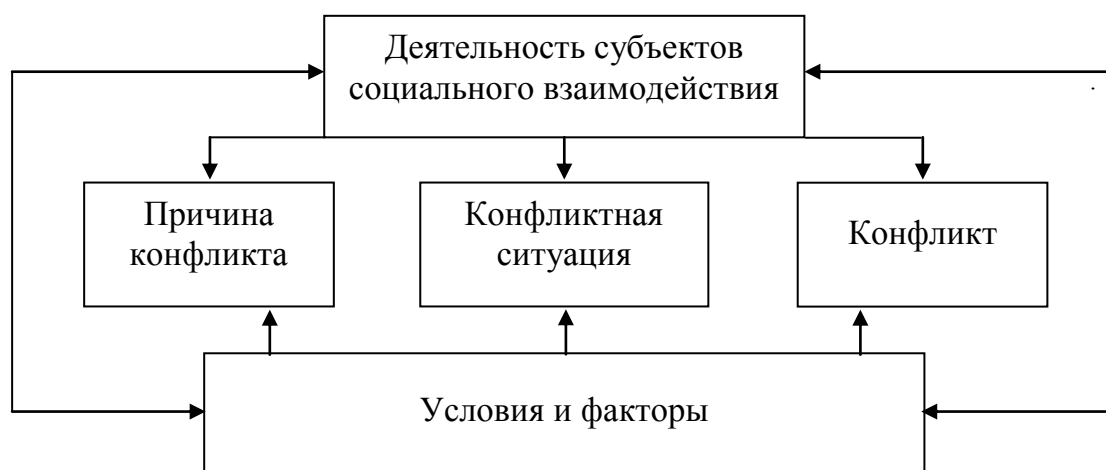 Деятельность субъектов
социального взаимодействия
Причина
конфликта
Конфликтная
ситуация
Конфликт
Условия и факторы